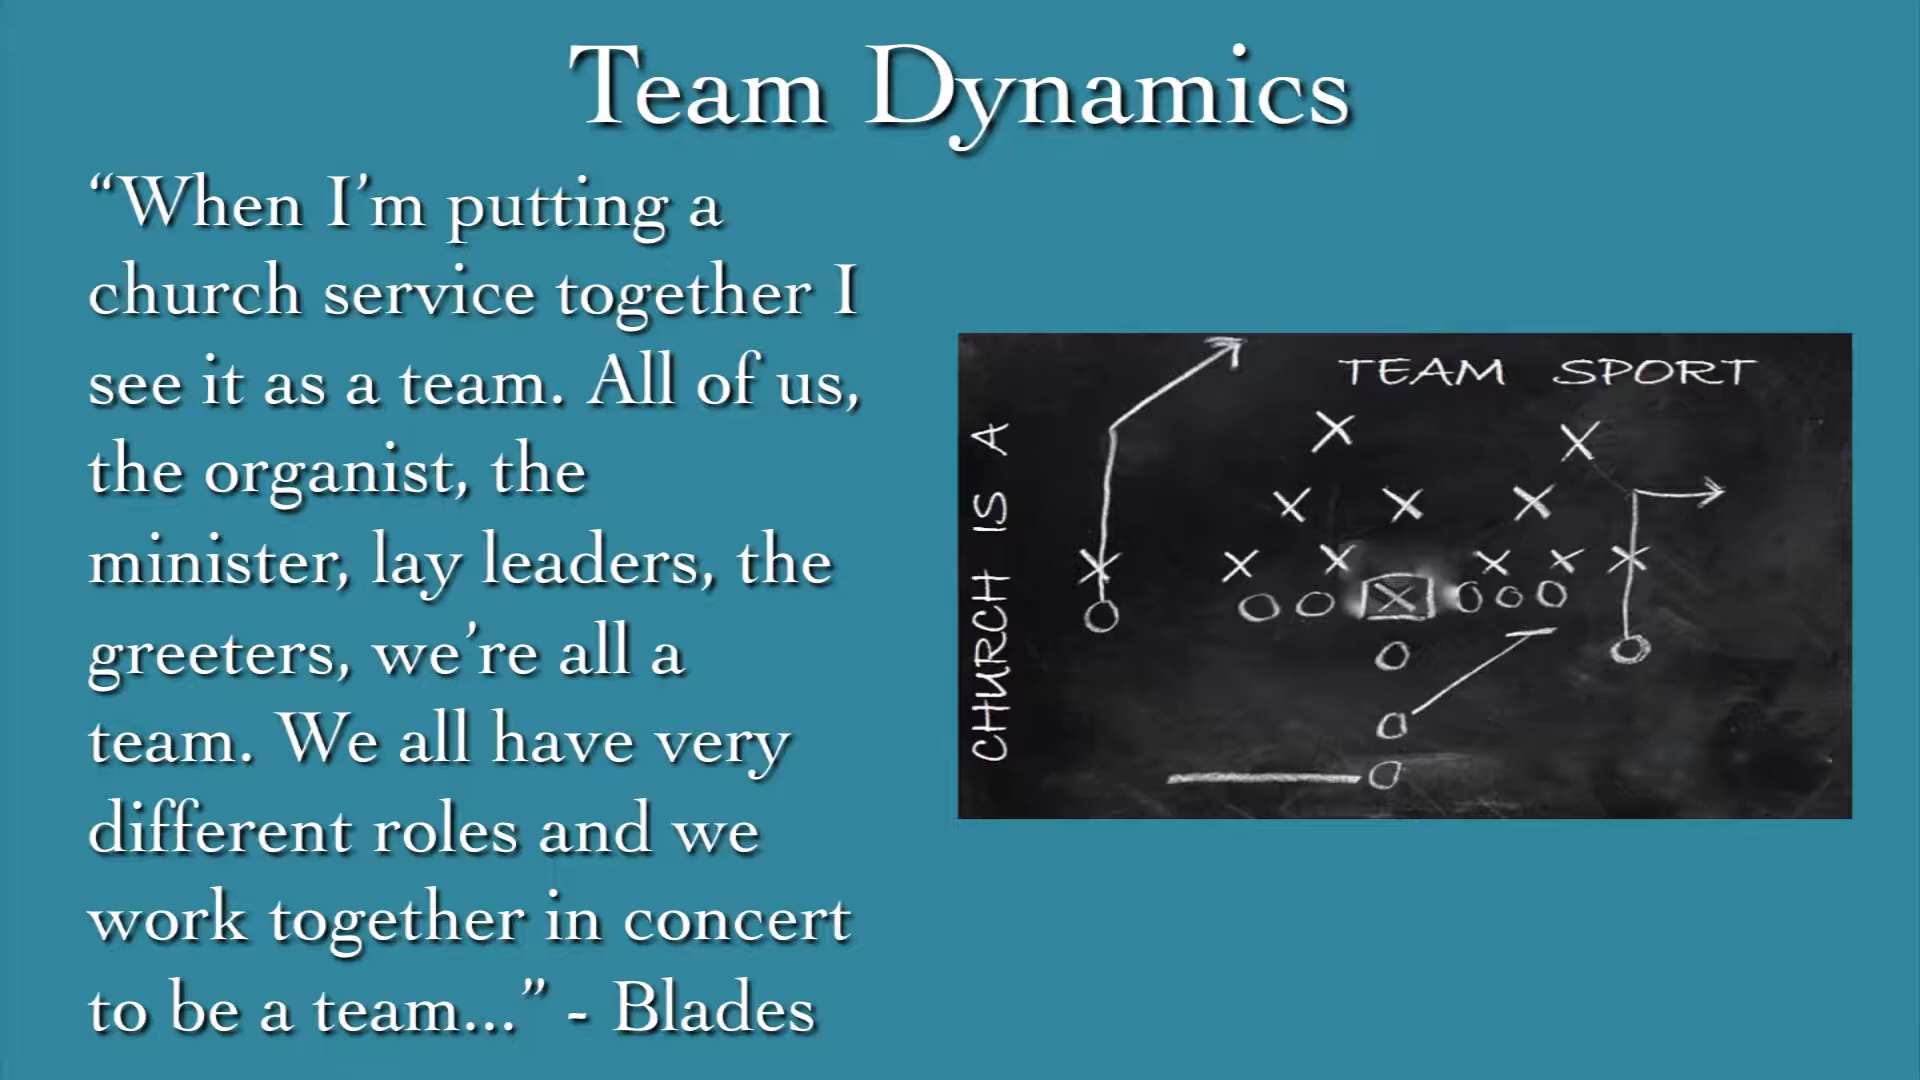 Team Dynamics
“When I’m putting a
church service together I
see it as a team. All of us,
the organist, the
minister, lay leaders, the
greeters, we’re all a
team. We all have very
different roles and we
work together in concert
to be a team...” - Blades
CHURCH IS A
TEAM SPORT